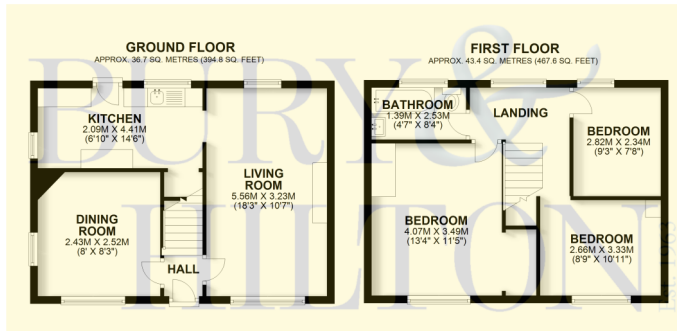 GROUND FLOOR
APPROX. 36.7 SQ. METRES (394.8 SQ. FEET)
KITCHEN
2.09M X 4.41M
(6'10" X 14'6")
LIVING
ROOM
5.56M X 3.23M
(18'3" X 10'7")
DINING
ROOM
2.43M X 2.52M
(8' X 8'3")
HALL
FIRST FLOOR
APPROX. 43.4 SQ. METRES (467.6 SQ. FEET)
BATHROOM
1.39M X 2.53M
(4'7" X 8'4")
LANDING
BEDROOM
2.82M X 2.34M
(9'3" X 7'8")
BEDROOM
4.07M X 3.49M
(13'4" X 11'5")
BEDROOM
2.66M X 3.33M
(8'9" X 10'11")
BURY &
HILTON
Est. 1963